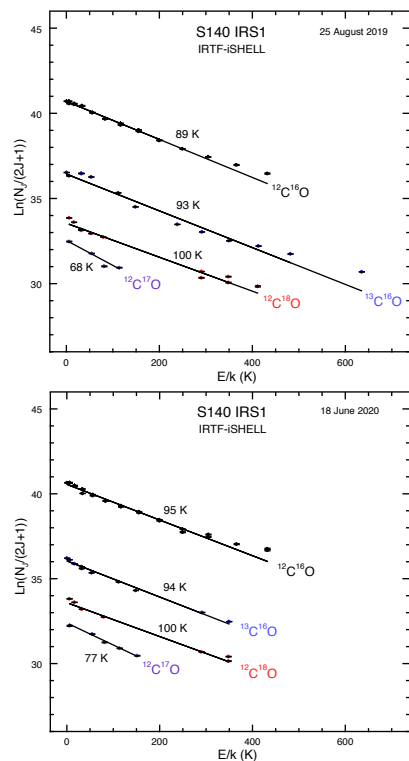 S140 IRS1
25 August 2019
IRTF-iSHELL
45
40
35
30
Ln(N_J/(2J+1))
89 K
¹²C¹⁶O
93 K
¹³C¹⁶O
100 K
¹²C¹⁸O
68 K
¹²C¹⁷O
0 200 400 600
E/k (K)
S140 IRS1
18 June 2020
IRTF-iSHELL
45
40
35
30
Ln(N_J/(2J+1))
95 K
¹²C¹⁶O
94 K
¹³C¹⁶O
100 K
¹²C¹⁸O
77 K
¹²C¹⁷O
0 200 400 600
E/k (K)